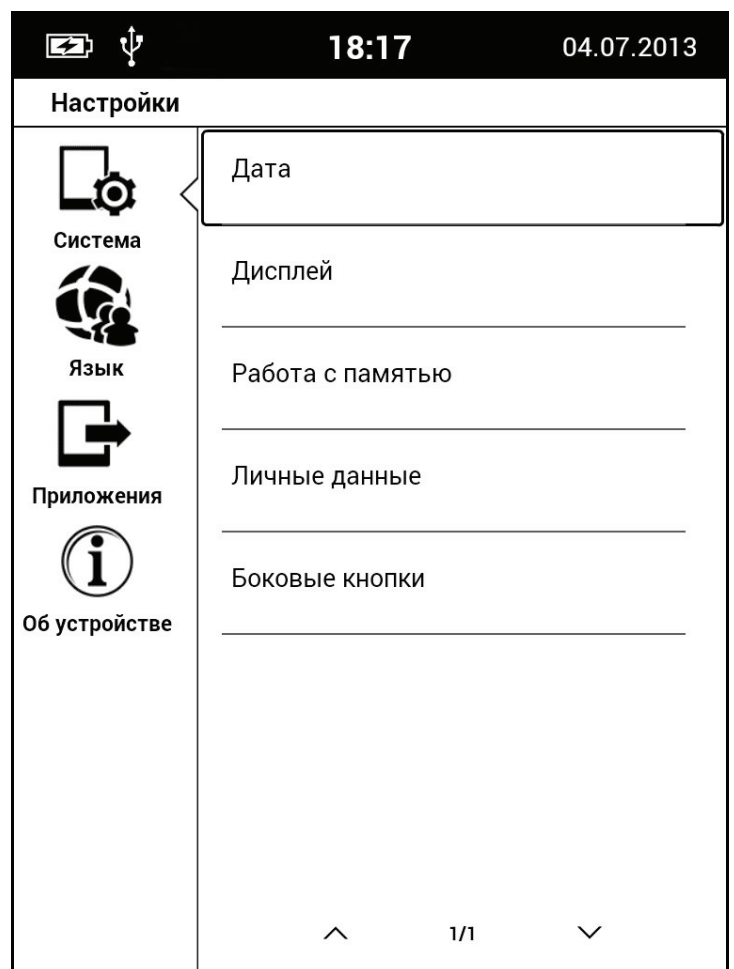 18:17 04.07.2013
Настройки
Система
Язык
Приложения
Об устройстве
Дата
Дисплей
Работа с памятью
Личные данные
Боковые кнопки
1/1